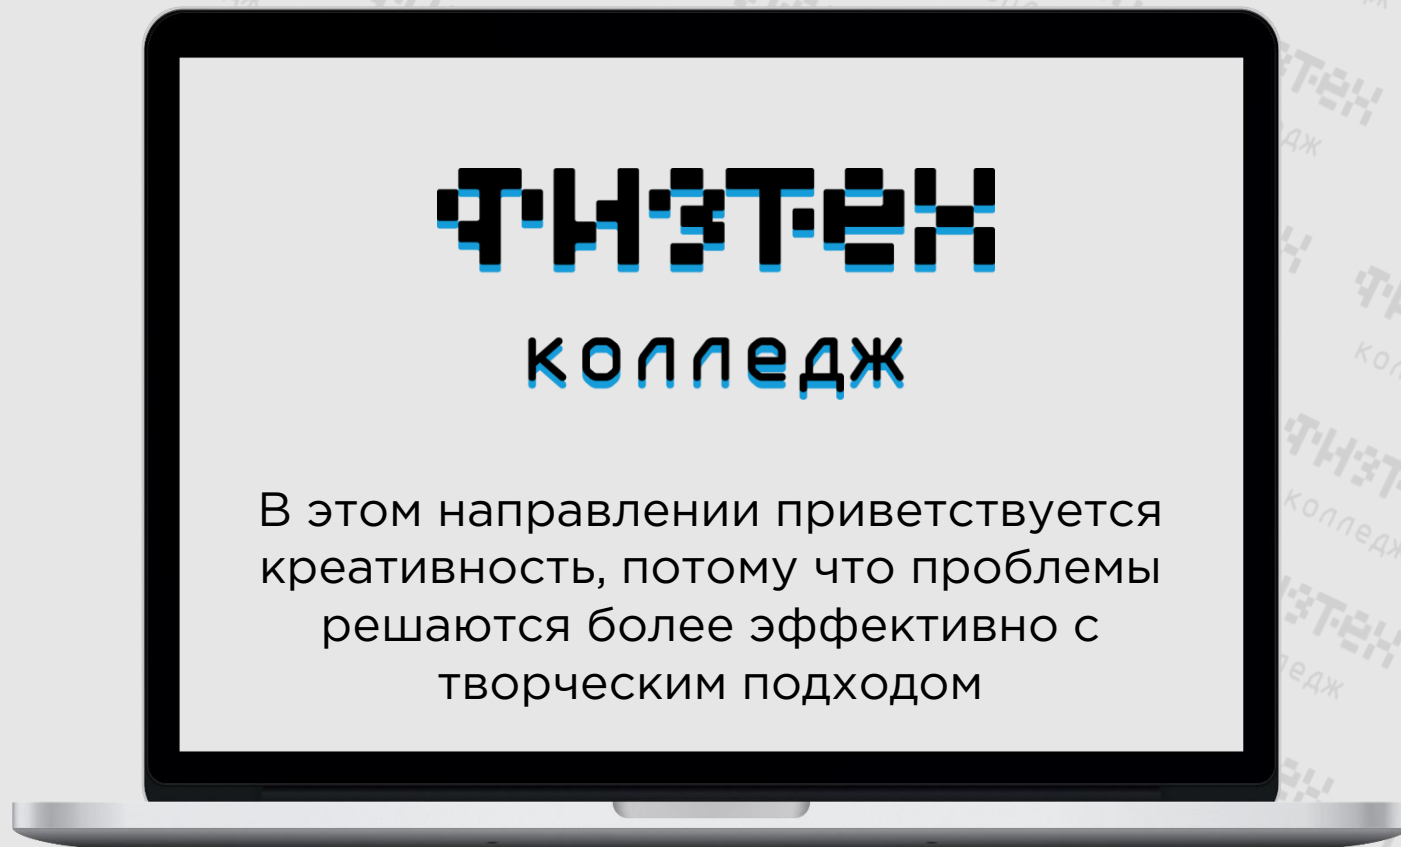 физтех
колледж
В этом направлении приветствуется
креативность, потому что проблемы
решаются более эффективно с
творческим подходом